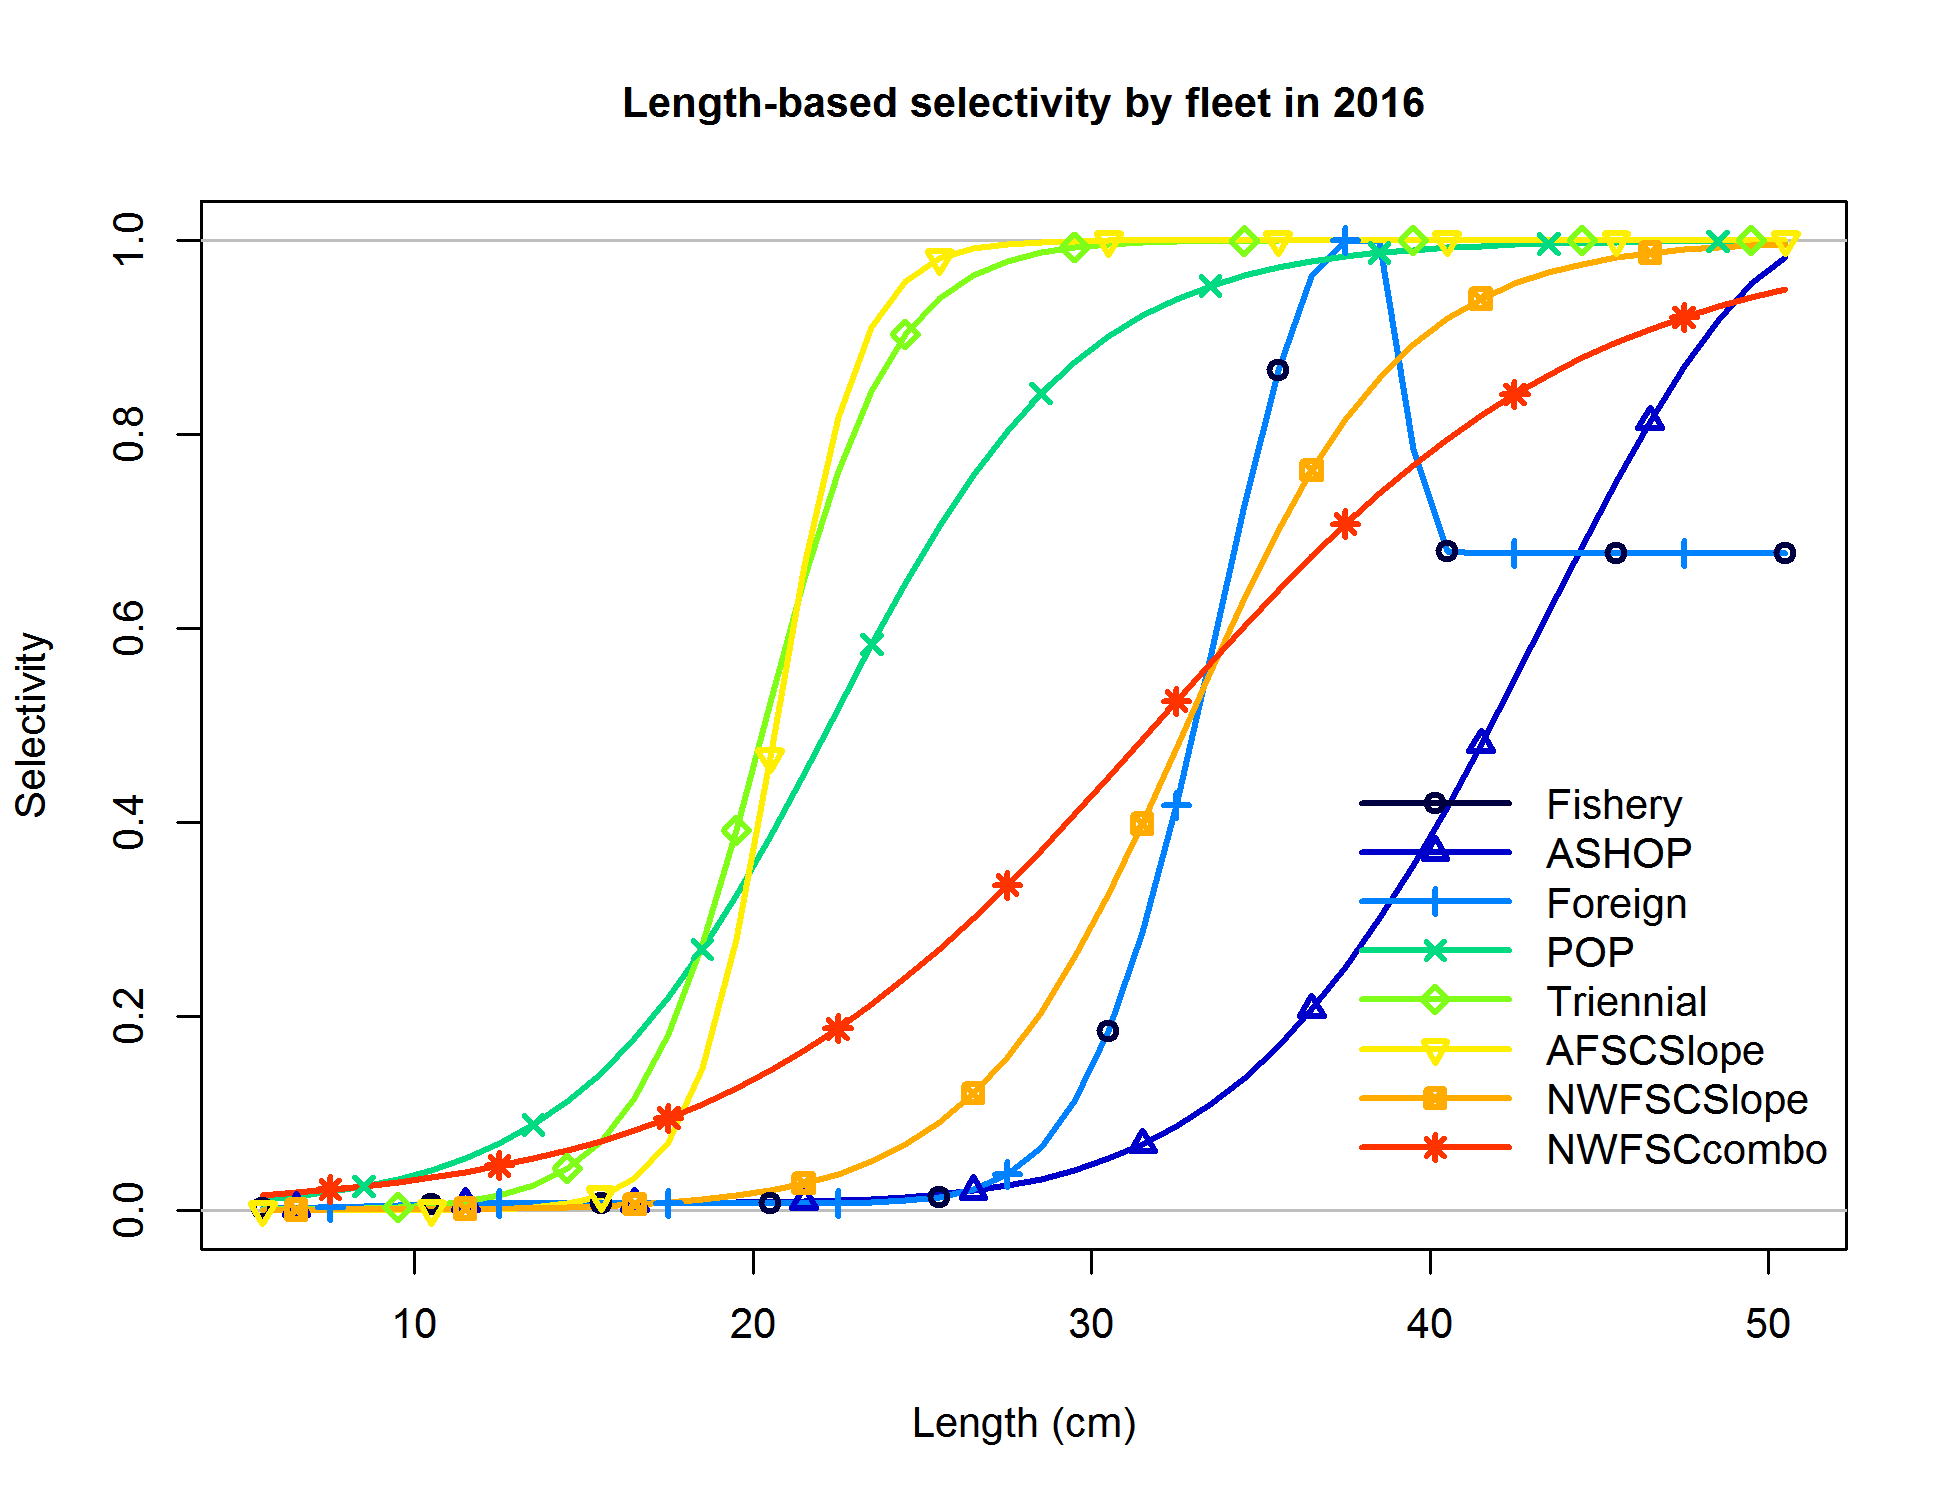 Length-based selectivity by fleet in 2016
Selectivity
1.0
0.8
0.6
0.4
0.2
0.0
Fishery
ASHOP
Foreign
POP
Triennial
AFSCSlope
NWFSCSlope
NWFSCcombo
10 20 30 40 50
Length (cm)